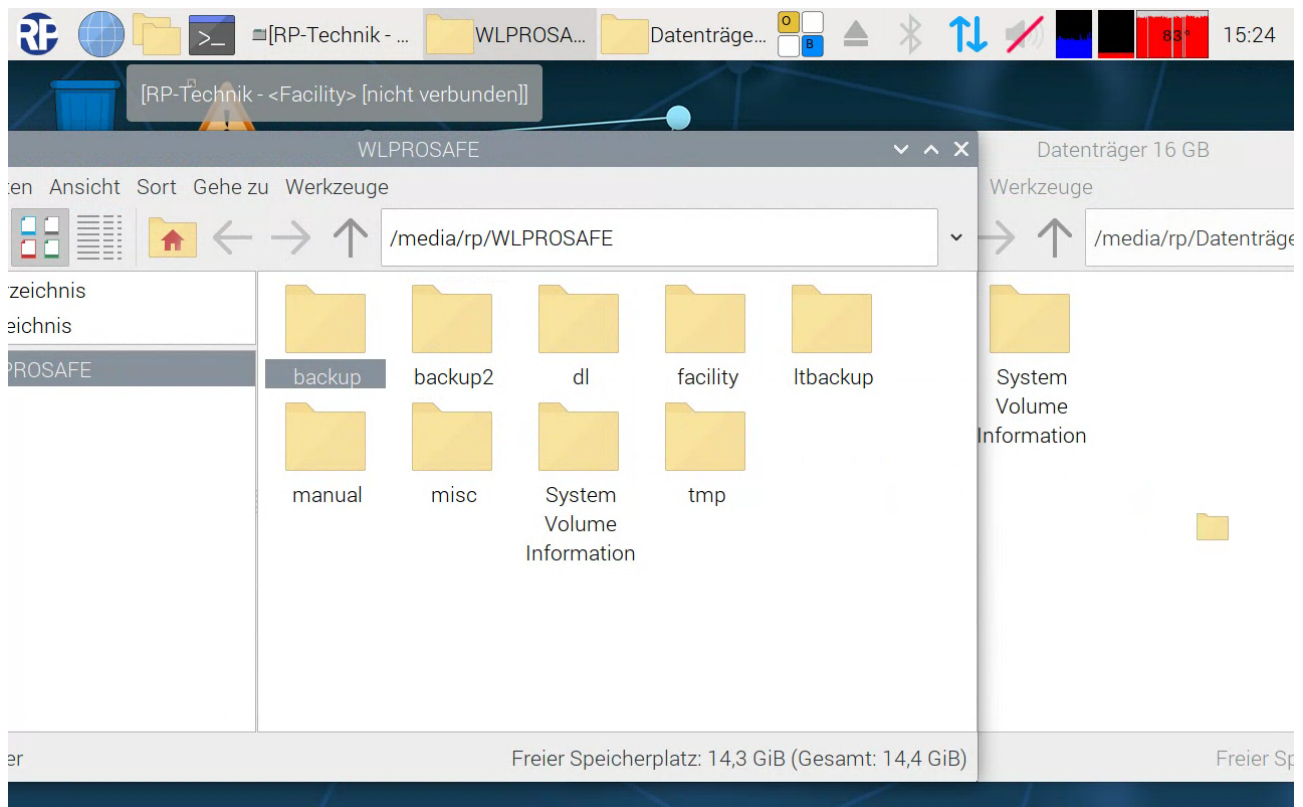 RP
>_
[RP-Technik - ...
WLPROSA...
Datenträge...
O
B
83°
15:24
[RP-Technik - <Facility> [nicht verbunden]]
WLPROSAFE
Datenträger 16 GB
ten Ansicht Sort Gehe zu Werkzeuge
Werkzeuge
/media/rp/WLPROSAFE
/media/rp/Datenträge
rzeichnis
eichnis
PROSAFE
backup
backup2
dl
facility
ltbackup
System
Volume
Information
manual
misc
System
Volume
Information
tmp
er
Freier Speicherplatz: 14,3 GiB (Gesamt: 14,4 GiB)
Freier Sp